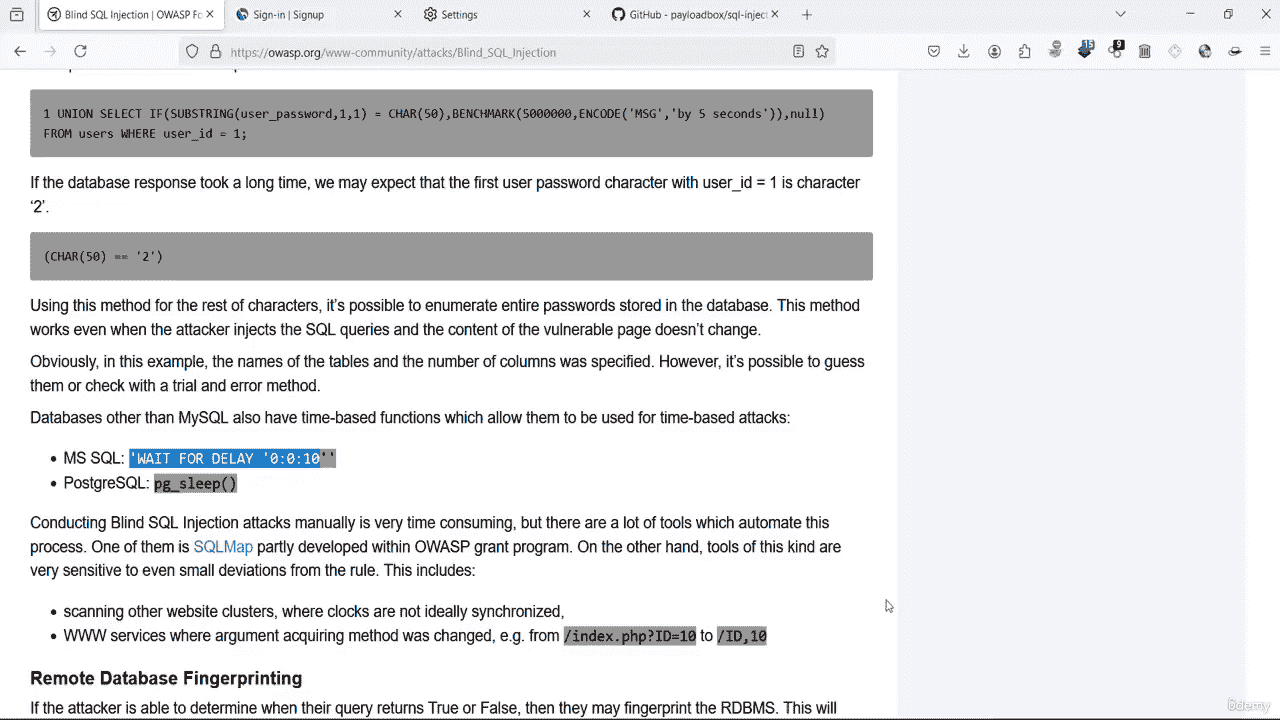 Blind SQL Injection | OWASP Fo
Sign-in | Signup
Settings
GitHub - payloadbox/sql-inject
https://owasp.org/www-community/attacks/Blind_SQL_Injection
15
9
1 UNION SELECT IF(SUBSTRING(user_password,1,1) = CHAR(50),BENCHMARK(5000000,ENCODE('MSG','by 5 seconds')),null)
FROM users WHERE user_id = 1;
If the database response took a long time, we may expect that the first user password character with user_id = 1 is character
‘2’.
(CHAR(50) == '2')
Using this method for the rest of characters, it’s possible to enumerate entire passwords stored in the database. This method
works even when the attacker injects the SQL queries and the content of the vulnerable page doesn’t change.
Obviously, in this example, the names of the tables and the number of columns was specified. However, it’s possible to guess
them or check with a trial and error method.
Databases other than MySQL also have time-based functions which allow them to be used for time-based attacks:
• MS SQL: 'WAIT FOR DELAY '0:0:10''
• PostgreSQL: pg_sleep()
Conducting Blind SQL Injection attacks manually is very time consuming, but there are a lot of tools which automate this
process. One of them is SQLMap partly developed within OWASP grant program. On the other hand, tools of this kind are
very sensitive to even small deviations from the rule. This includes:
• scanning other website clusters, where clocks are not ideally synchronized,
• WWW services where argument acquiring method was changed, e.g. from /index.php?ID=10 to /ID,10
Remote Database Fingerprinting
If the attacker is able to determine when their query returns True or False, then they may fingerprint the RDBMS. This will
Udemy